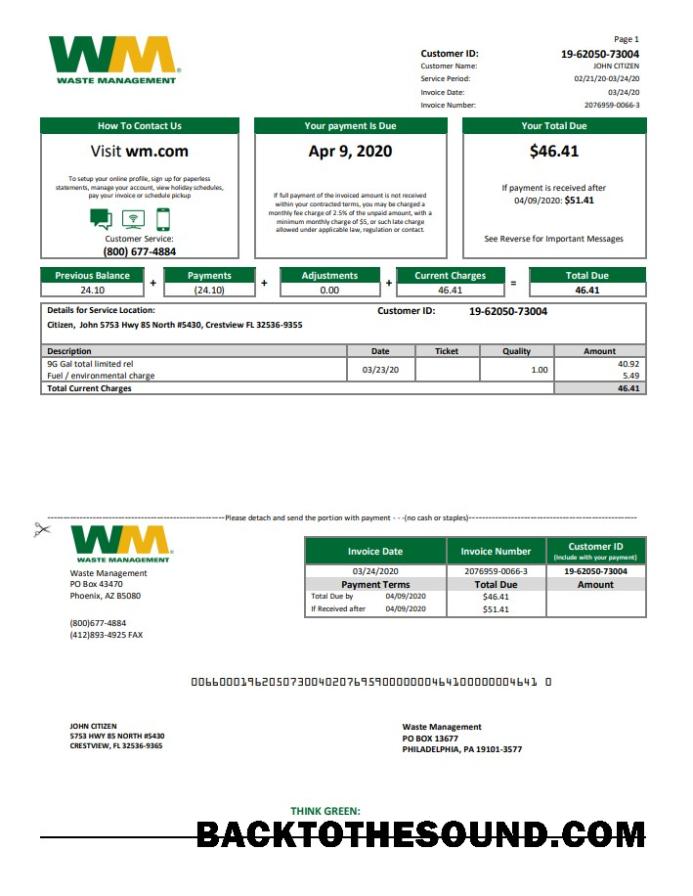 WM
WASTE MANAGEMENT
Page 1
Customer ID: 19-62050-73004
Customer Name: JOHN CITIZEN
Service Period: 02/21/20-03/24/20
Invoice Date: 03/24/20
Invoice Number: 2076959-0066-3
How To Contact Us
Visit wm.com
To setup your online profile, sign up for paperless
statements, manage your account, view holiday schedules,
pay your invoice or schedule pickup
Customer Service:
(800) 677-4884
Your payment Is Due
Apr 9, 2020
If full payment of the invoiced amount is not received
within your contracted terms, you may be charged a
monthly fee charge of 2.5% of the unpaid amount, with a
minimum monthly charge of $5, or such late charge
allowed under applicable law, regulation or contact.
Your Total Due
$46.41
If payment is received after
04/09/2020: $51.41
See Reverse for Important Messages
Previous Balance + Payments + Adjustments + Current Charges = Total Due
24.10 (24.10) 0.00 46.41 46.41
Details for Service Location: Customer ID: 19-62050-73004
Citizen, John 5753 Hwy 85 North #5430, Crestview FL 32536-9355
Description Date Ticket Quality Amount
9G Gal total limited rel 03/23/20 1.00 40.92
Fuel / environmental charge 5.49
Total Current Charges 46.41
Please detach and send the portion with payment - - -(no cash or staples)
WM
WASTE MANAGEMENT
Waste Management
PO Box 43470
Phoenix, AZ B5080
(800)677-4884
(412)893-4925 FAX
Invoice Date Invoice Number Customer ID
(Include with your payment)
03/24/2020 2076959-0066-3 19-62050-73004
Payment Terms Total Due Amount
Total Due by 04/09/2020 $46.41
If Received after 04/09/2020 $51.41
0066000196205073004020769590000000464100000004641 0
JOHN CITIZEN
5753 HWY 85 NORTH #5430
CRESTVIEW, FL 32536-9365
Waste Management
PO BOX 13677
PHILADELPHIA, PA 19101-3577
THINK GREEN:
BACKTOTHESOUND.COM